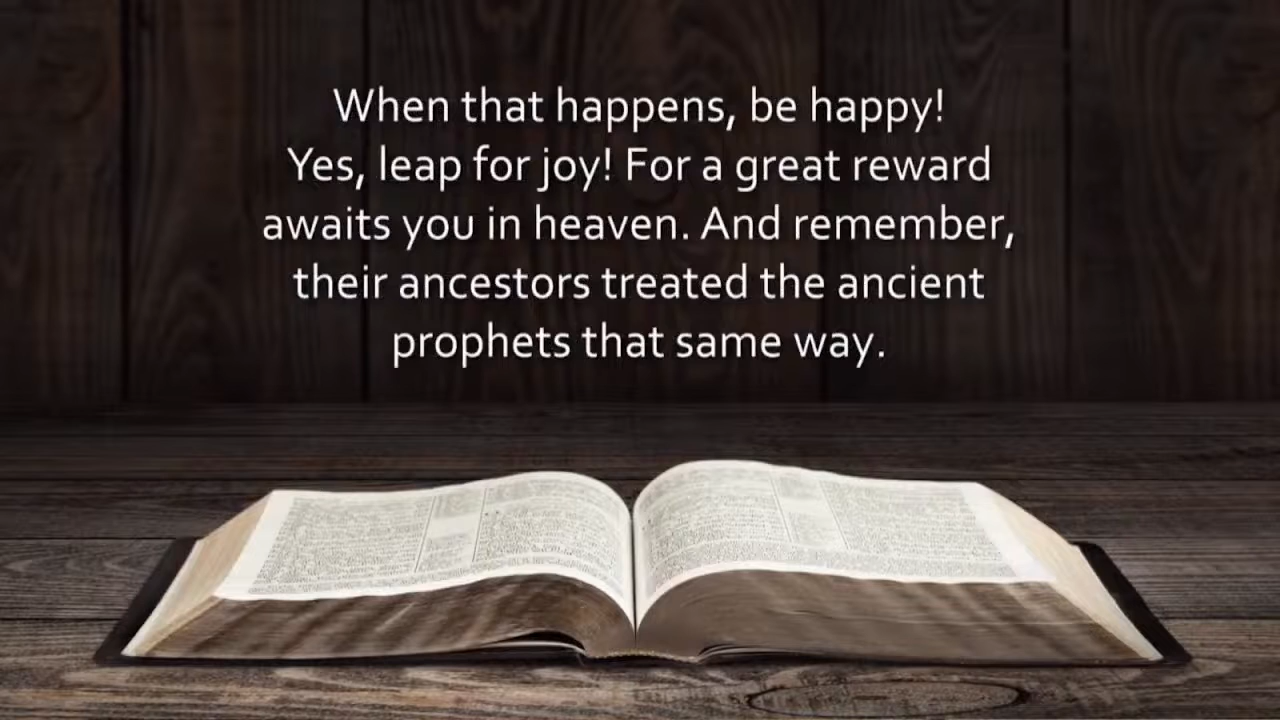 When that happens, be happy!
Yes, leap for joy! For a great reward
awaits you in heaven. And remember,
their ancestors treated the ancient
prophets that same way.